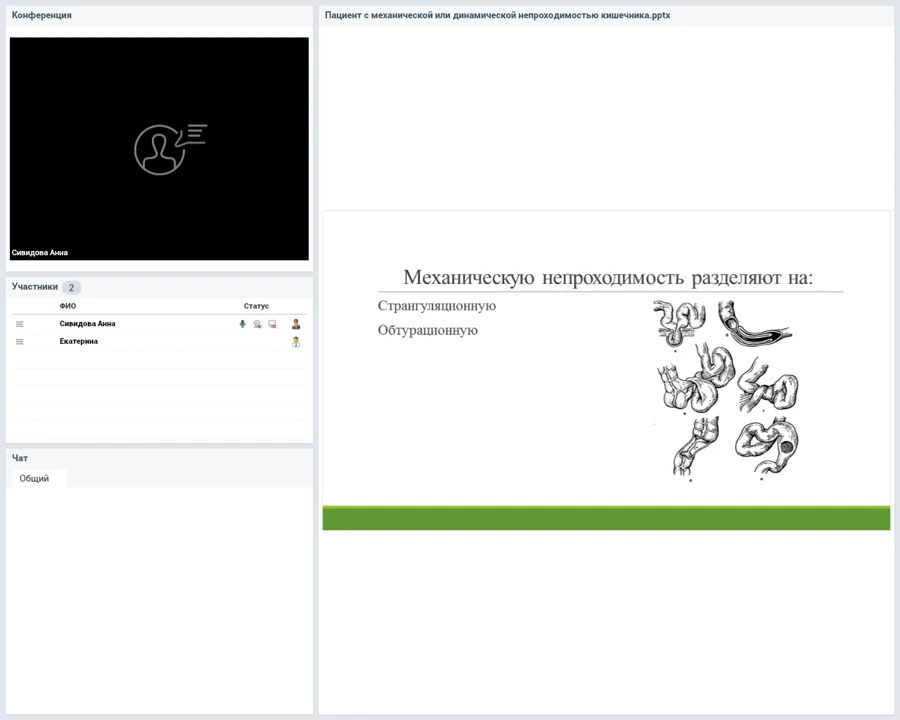 Конференция
Сивидова Анна
Участники 2
ФИО Статус
Сивидова Анна
Екатерина
Чат
Общий
Пациент с механической или динамической непроходимостью кишечника.pptx
Механическую непроходимость разделяют на:
Странгуляционную
Обтурационную